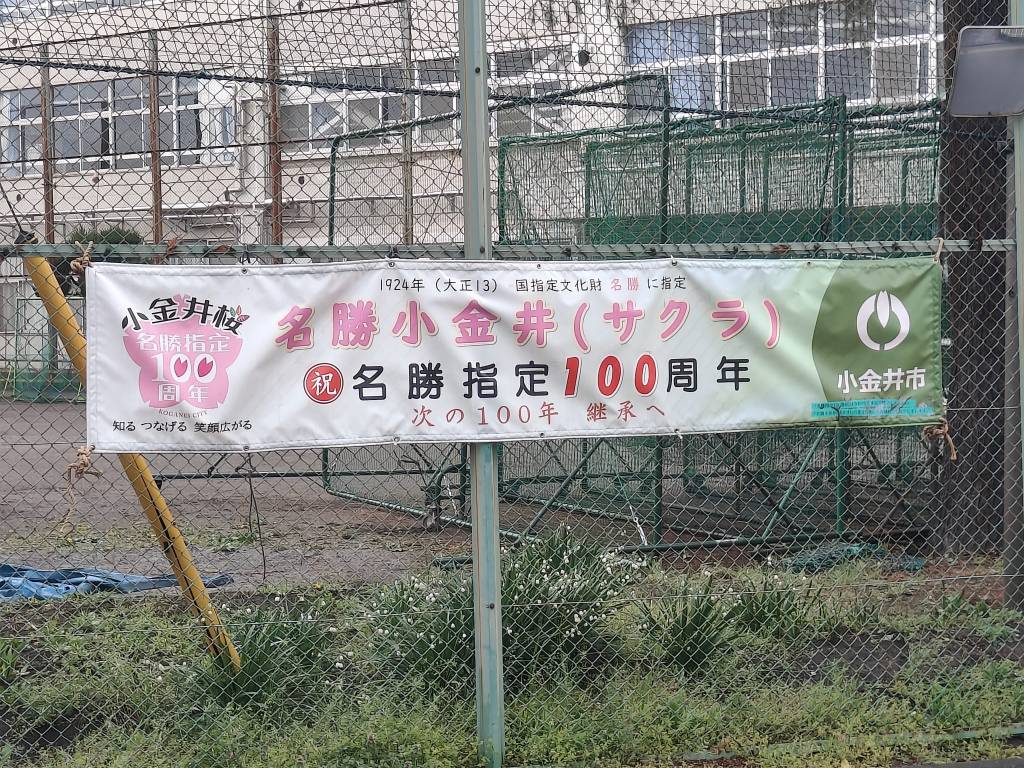 小金井桜
名勝指定
100
周年
KOGANEI CITY
知る つなげる 笑顔広がる
1924年（大正13） 国指定文化財 名勝 に指定
名勝小金井(サクラ)
祝 名勝指定100周年
次の100年 継承へ
小金井市